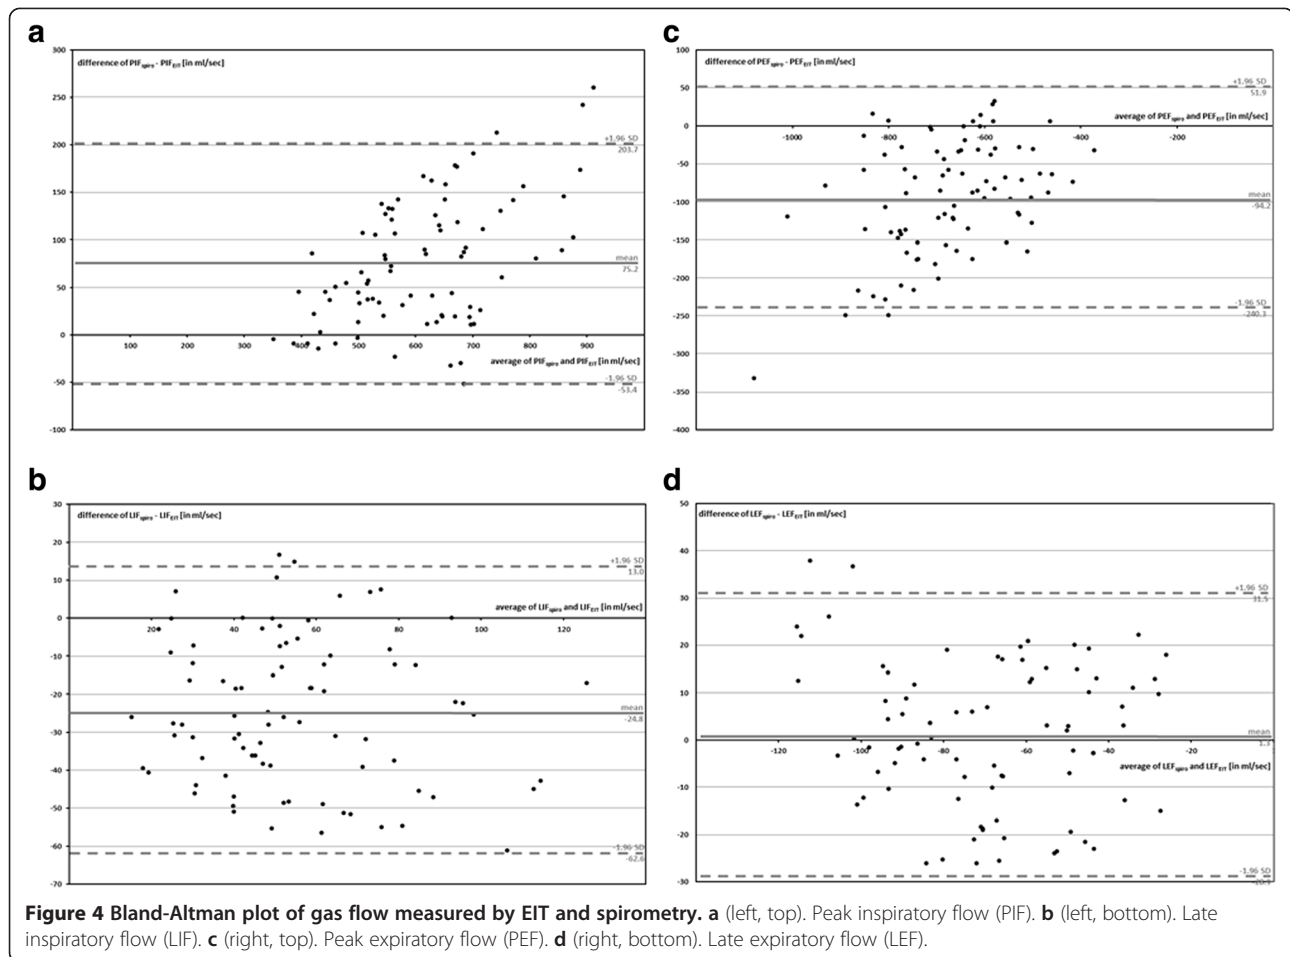 a
300
difference of PIFspiro - PIFEIT [in ml/sec]
250
+1.96 SD
200
203.7
150
100
mean
75.2
50
0
100 200 300 400 500 600 700 800 900
average of PIFspiro and PIFEIT [in ml/sec]
-1.96 SD
-50
-53.4
-100
c
100
difference of PEFspiro - PEFEIT [in ml/sec]
+1.96 SD
50
51.9
average of PEFspiro and PEFEIT [in ml/sec]
0
-1000 -800 -600 -400 -200
-50
mean
-100
-94.2
-150
-200
-1.96 SD
-240.3
-250
-300
-350
-400
b
30
difference of LIFspiro - LIFEIT [in ml/sec]
20
+1.96 SD
13.0
10
average of LIFspiro and LIFEIT [in ml/sec]
0
20 40 60 80 100 120
-10
-20
mean
-24.8
-30
-40
-50
-60
-1.96 SD
-62.6
-70
d
50
difference of LEFspiro - LEFEIT [in ml/sec]
40
+1.96 SD
30
31.5
20
10
mean
0
1.3
-120 -100 -80 -60 -40 -20
average of LEFspiro and LEFEIT [in ml/sec]
-10
-20
-1.96 SD
-30
Figure 4 Bland-Altman plot of gas flow measured by EIT and spirometry. a (left, top). Peak inspiratory flow (PIF). b (left, bottom). Late
inspiratory flow (LIF). c (right, top). Peak expiratory flow (PEF). d (right, bottom). Late expiratory flow (LEF).